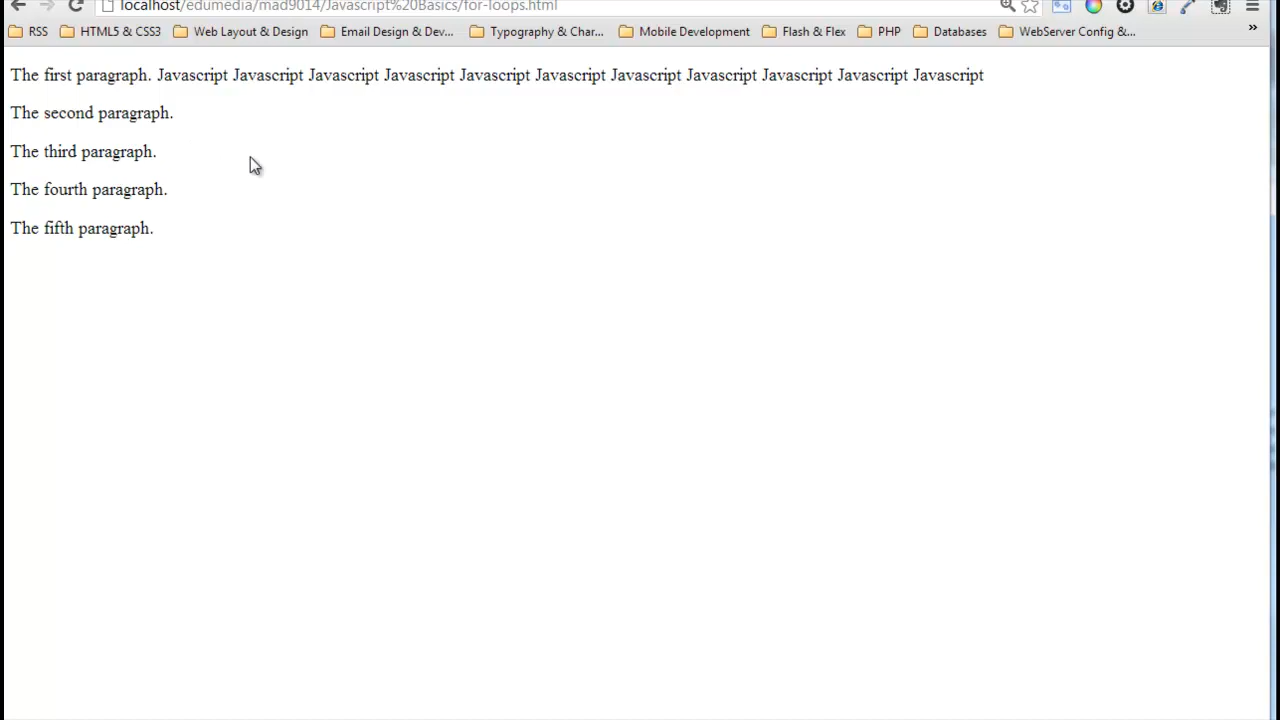 localhost/edumedia/mad9014/Javascript%20Basics/for-loops.html
RSS HTML5 & CSS3 Web Layout & Design Email Design & Dev... Typography & Char... Mobile Development Flash & Flex PHP Databases WebServer Config &... »
The first paragraph. Javascript Javascript Javascript Javascript Javascript Javascript Javascript Javascript Javascript Javascript Javascript
The second paragraph.
The third paragraph.
The fourth paragraph.
The fifth paragraph.